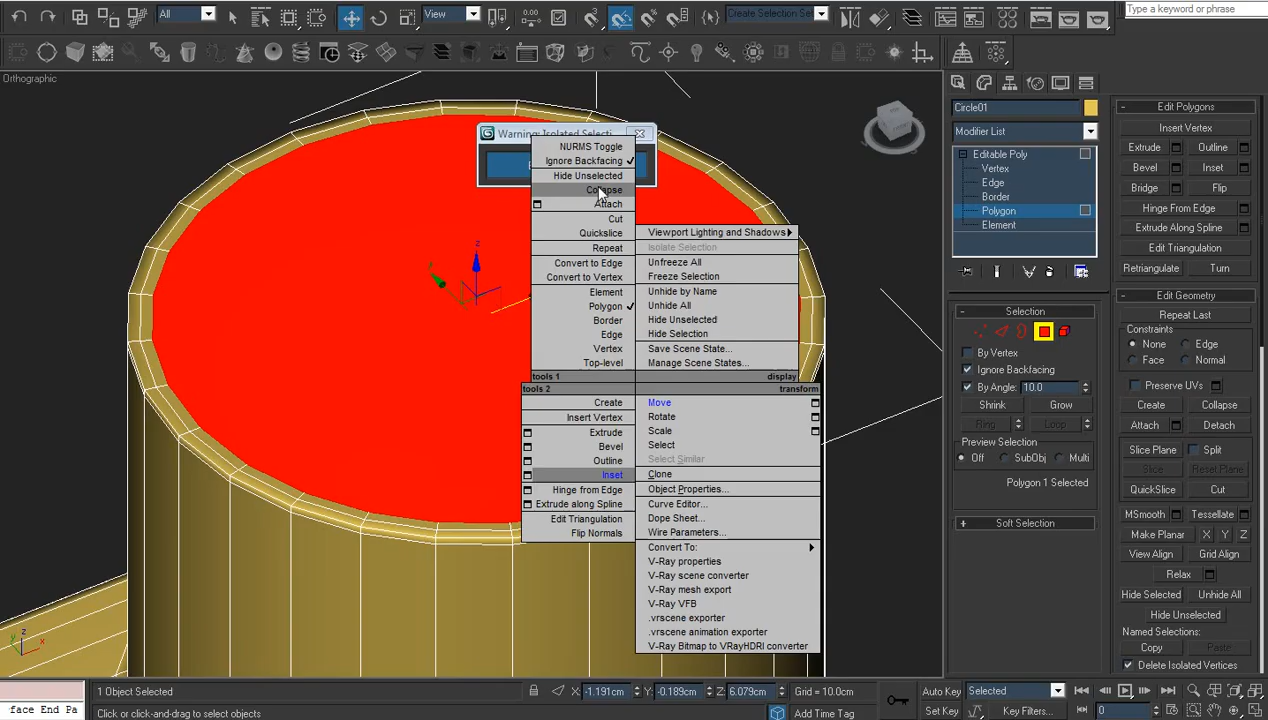 All
View
Create Selection Set
Type a keyword or phrase
Orthographic
Warning: Isolated Selecti
NURMS Toggle
Ignore Backfacing
Hide Unselected
Collapse
Attach
Cut
Quickslice
Repeat
Convert to Edge
Convert to Vertex
Element
Polygon
Border
Edge
Vertex
Top-level
tools 1
Viewport Lighting and Shadows
Isolate Selection
Unfreeze All
Freeze Selection
Unhide by Name
Unhide All
Hide Unselected
Hide Selection
Save Scene State...
Manage Scene States...
display
tools 2
Create
Insert Vertex
Extrude
Bevel
Outline
Inset
Hinge from Edge
Extrude along Spline
Edit Triangulation
Flip Normals
transform
Move
Rotate
Scale
Select
Select Similar
Clone
Object Properties...
Curve Editor...
Dope Sheet...
Wire Parameters...
Convert To:
V-Ray properties
V-Ray scene converter
V-Ray mesh export
V-Ray VFB
.vrscene exporter
.vrscene animation exporter
V-Ray Bitmap to VRayHDRI converter
z
z
y
x
Circle01
Modifier List
Editable Poly
Vertex
Edge
Border
Polygon
Element
Selection
By Vertex
Ignore Backfacing
By Angle: 10.0
Shrink Grow
Ring Loop
Preview Selection
Off SubObj Multi
Polygon 1 Selected
Soft Selection
Edit Polygons
Insert Vertex
Extrude Outline
Bevel Inset
Bridge Flip
Hinge From Edge
Extrude Along Spline
Edit Triangulation
Retriangulate Turn
Edit Geometry
Repeat Last
Constraints
None Edge
Face Normal
Preserve UVs
Create Collapse
Attach Detach
Slice Plane Split
Slice Reset Plane
QuickSlice Cut
MSmooth Tessellate
Make Planar X Y Z
View Align Grid Align
Relax
Hide Selected Unhide All
Hide Unselected
Named Selections:
Copy Paste
Delete Isolated Vertices
1 Object Selected
X: -1.191cm Y: -0.189cm Z: 6.079cm Grid = 10.0cm
Auto Key Selected
face End Pa
Click or click-and-drag to select objects
Add Time Tag
Set Key Key Filters...
0